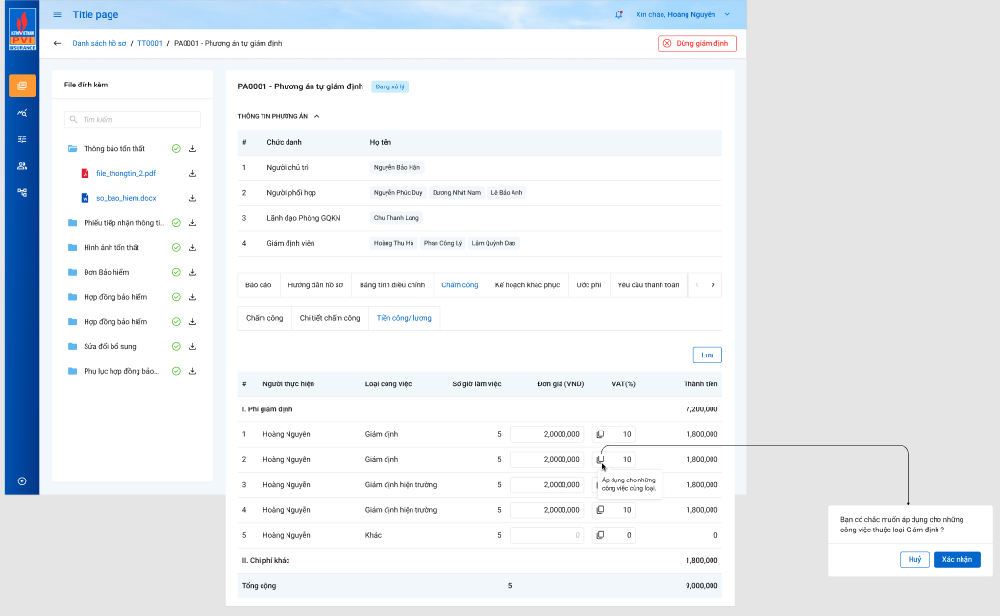 PETROVIETNAM
PVI
INSURANCE
Title page
Xin chào, Hoàng Nguyễn
Danh sách hồ sơ / TT0001 / PA0001 - Phương án tự giám định
Dừng giám định
File đính kèm
Tìm kiếm
Thông báo tổn thất
file_thongtin_2.pdf
so_bao_hiem.docx
Phiếu tiếp nhận thông ti...
Hình ảnh tổn thất
Đơn Bảo hiểm
Hợp đồng bảo hiểm
Hợp đồng bảo hiểm
Sửa đổi bổ sung
Phụ lục hợp đồng bảo...
PA0001 - Phương án tự giám định Đang xử lý
THÔNG TIN PHƯƠNG ÁN
# Chức danh Họ tên
1 Người chủ trì Nguyễn Bảo Hân
2 Người phối hợp Nguyễn Phúc Duy Dương Nhật Nam Lê Bảo Anh
3 Lãnh đạo Phòng GQKN Chu Thanh Long
4 Giám định viên Hoàng Thu Hà Phan Công Lý Lâm Quỳnh Dao
Báo cáo Hướng dẫn hồ sơ Bảng tính điều chỉnh Chấm công Kế hoạch khắc phục Ước phí Yêu cầu thanh toán
Chấm công Chi tiết chấm công Tiền công/ lương
Lưu
# Người thực hiện Loại công việc Số giờ làm việc Đơn giá (VND) VAT(%) Thành tiền
I. Phí giám định 7,200,000
1 Hoàng Nguyễn Giám định 5 2,0000,000 10 1,800,000
2 Hoàng Nguyễn Giám định 5 2,0000,000 10 1,800,000
Áp dụng cho những
công việc cùng loại.
3 Hoàng Nguyễn Giám định hiện trường 5 2,0000,000 1,800,000
4 Hoàng Nguyễn Giám định hiện trường 5 2,0000,000 10 1,800,000
5 Hoàng Nguyễn Khác 5 0 0 0
II. Chi phí khác 1,800,000
Tổng cộng 5 9,000,000
Bạn có chắc muốn áp dụng cho những
công việc thuộc loại Giám định ?
Huỷ Xác nhận